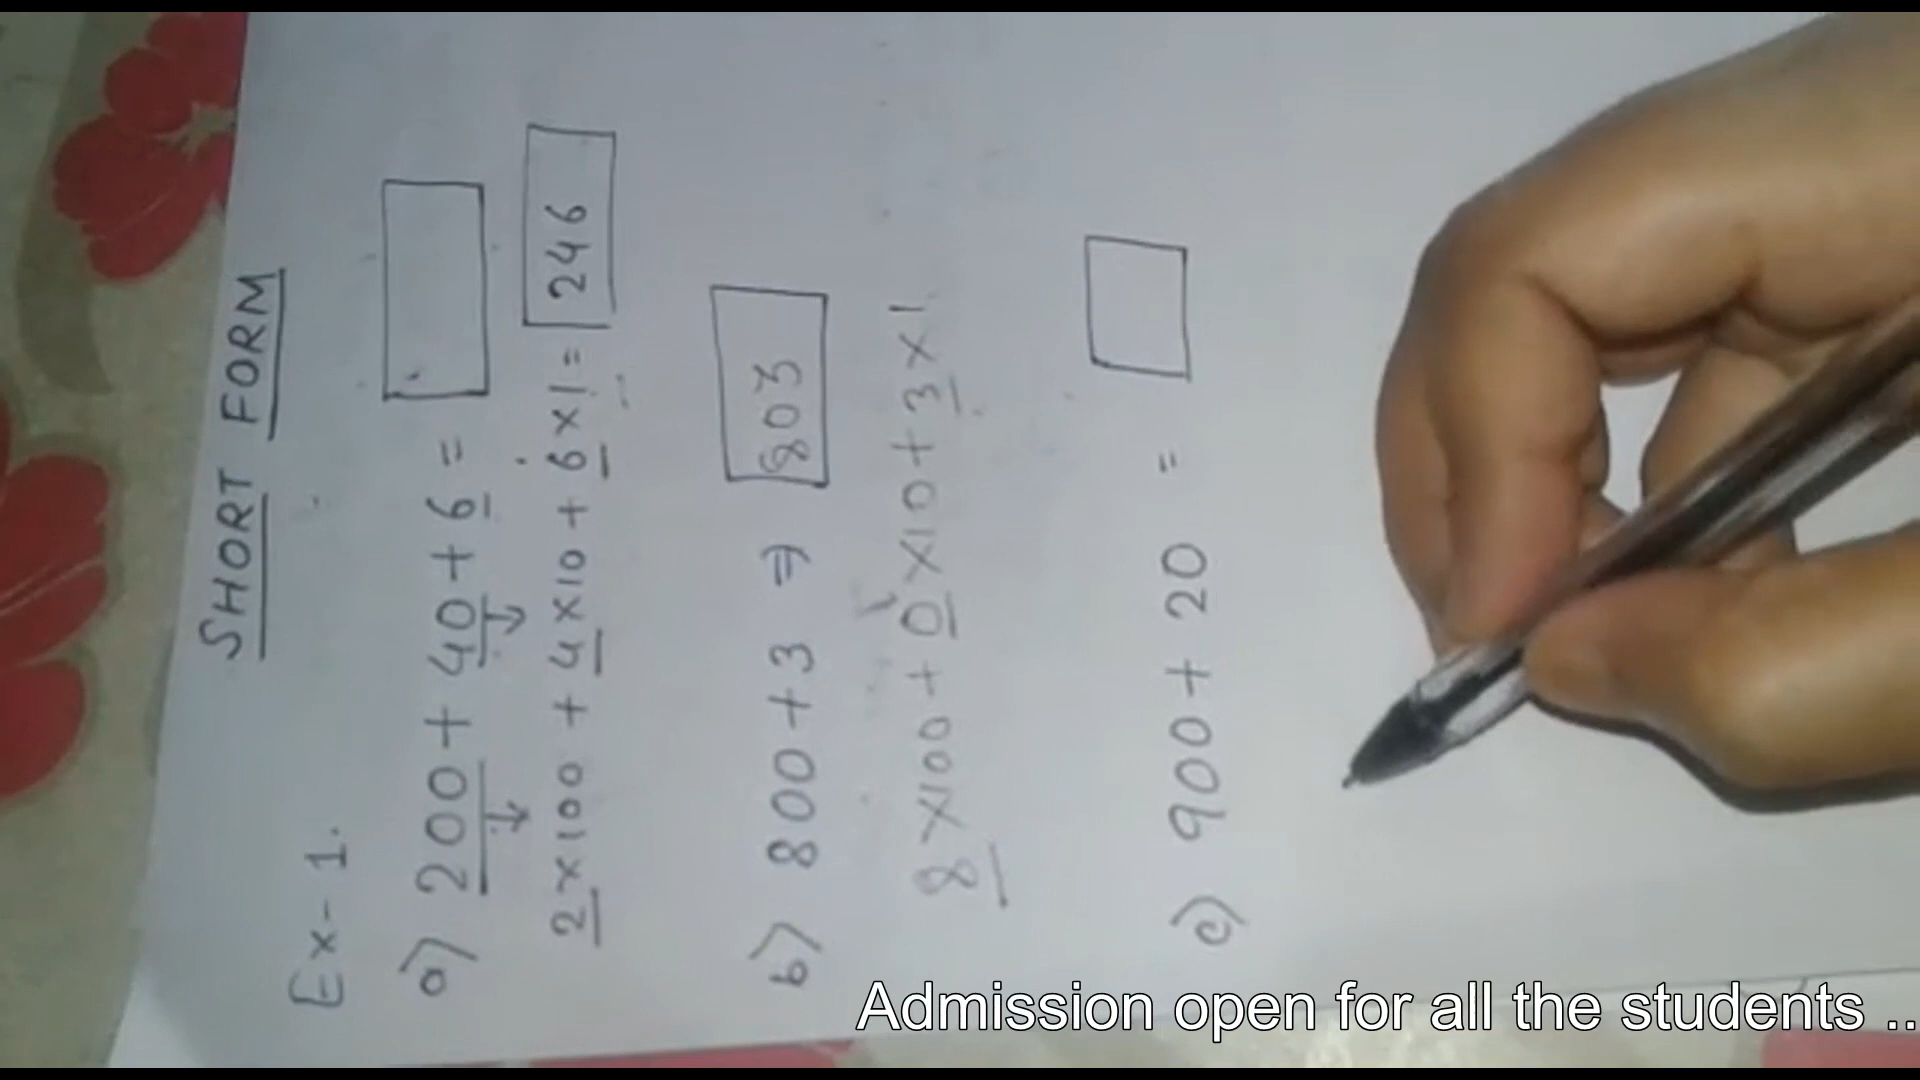 SHORT FORM
Ex-1.
a) 200 + 40 + 6 =
2×100 + 4×10 + 6×1 = 246
b) 800 + 3 ⇒ 803
8×100 + 0×10 + 3×1
c) 900 + 20 =
Admission open for all the students ..